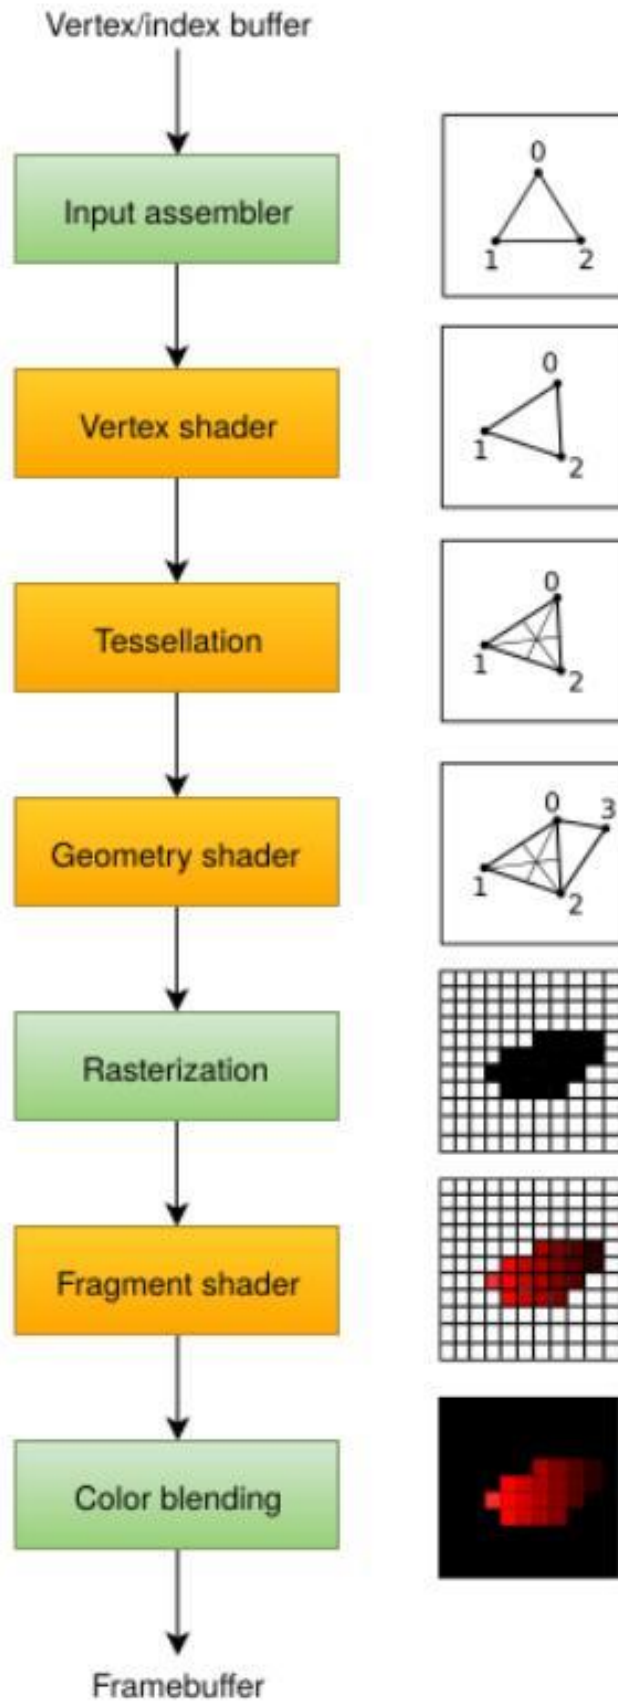 Vertex/index buffer
Input assembler
0
1 2
Vertex shader
0
1
2
Tessellation
0
1
2
Geometry shader
0 3
1
2
Rasterization
Fragment shader
Color blending
Framebuffer